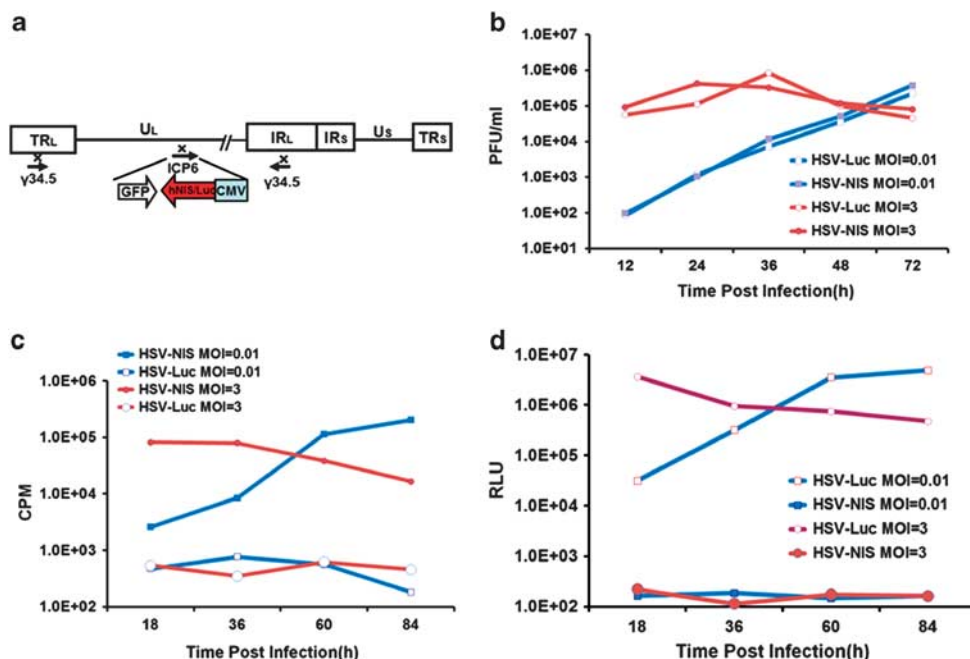 a
TRL
UL
IRL
IRS
US
TRS
x
γ34.5
x
ICP6
x
γ34.5
GFP
hNIS/Luc
CMV
b
PFU/ml
1.0E+07
1.0E+06
1.0E+05
1.0E+04
1.0E+03
1.0E+02
1.0E+01
HSV-Luc MOI=0.01
HSV-NIS MOI=0.01
HSV-Luc MOI=3
HSV-NIS MOI=3
12 24 36 48 72
Time Post Infection(h)
c
HSV-NIS MOI=0.01
HSV-Luc MOI=0.01
HSV-NIS MOI=3
HSV-Luc MOI=3
CPM
1.0E+06
1.0E+05
1.0E+04
1.0E+03
1.0E+02
18 36 60 84
Time Post Infection(h)
d
RLU
1.0E+07
1.0E+06
1.0E+05
1.0E+04
1.0E+03
1.0E+02
HSV-Luc MOI=0.01
HSV-NIS MOI=0.01
HSV-Luc MOI=3
HSV-NIS MOI=3
18 36 60 84
Time Post Infection(h)